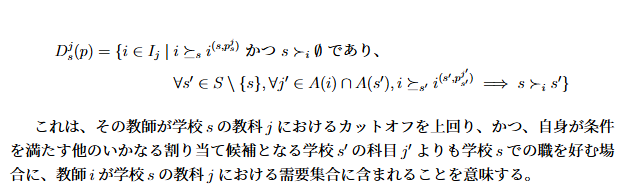 D_s^j(p) = {i ∈ I_j | i ⪰_s i^{(s,p_s^j)} かつ s ≻_i ∅ であり、
∀s′ ∈ S \ {s}, ∀j′ ∈ Λ(i) ∩ Λ(s′), i ⪰_{s′} i^{(s′,p_{s′}^{j′})} ⟹ s ≻_i s′}
これは、その教師が学校 s の教科 j におけるカットオフを上回り、かつ、自身が条件
を満たす他のいかなる割り当て候補となる学校 s′ の科目 j′ よりも学校 s での職を好む場
合に、教師 i が学校 s の教科 j における需要集合に含まれることを意味する。